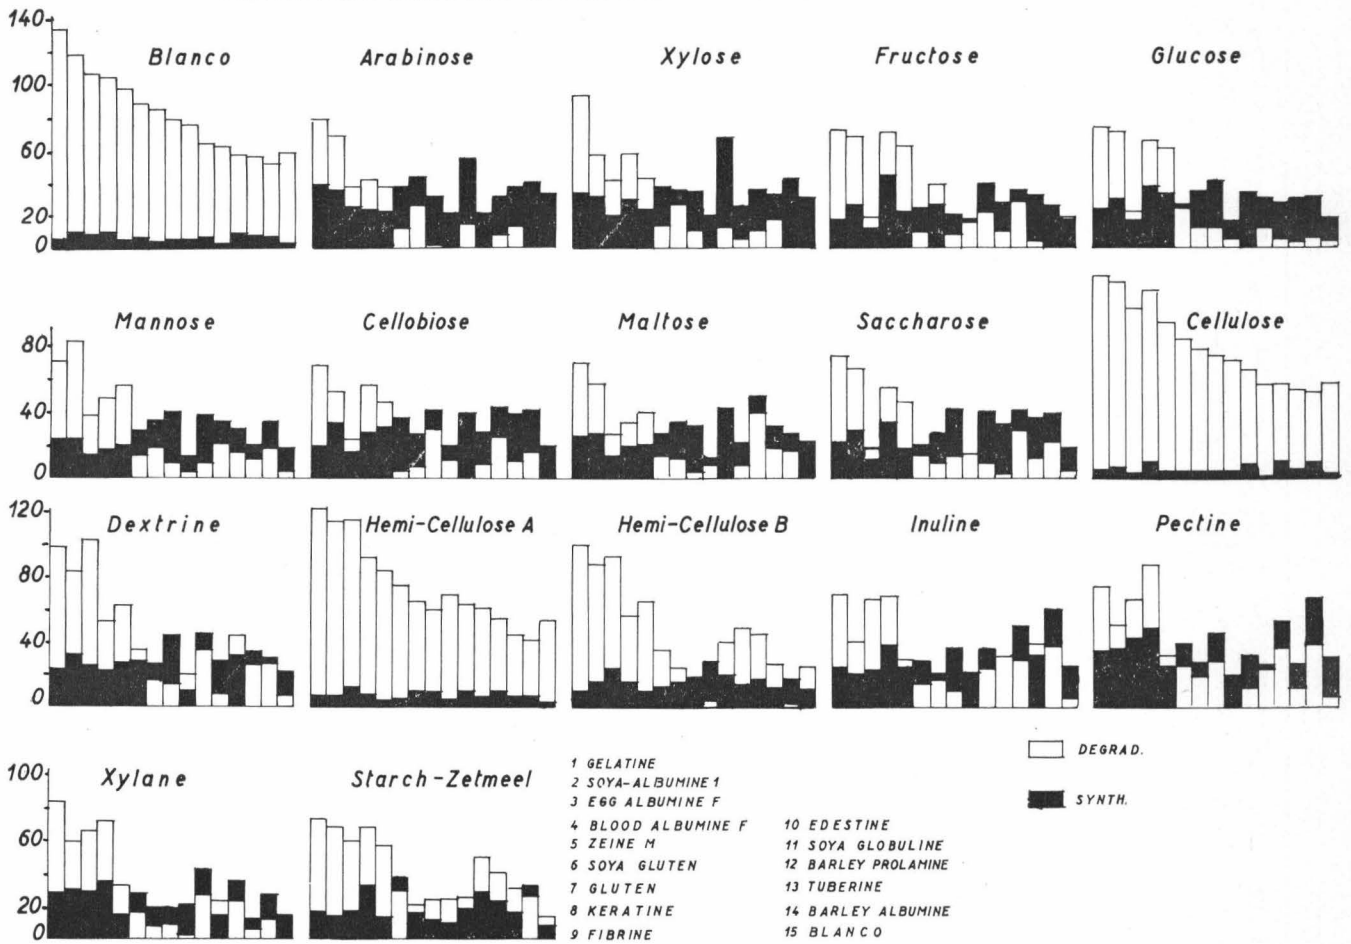 140
100
60
20
0
Blanco
Arabinose
Xylose
Fructose
Glucose
80
40
0
Mannose
Cellobiose
Maltose
Saccharose
Cellulose
120
80
40
0
Dextrine
Hemi-Cellulose A
Hemi-Cellulose B
Inuline
Pectine
100
60
20
0
Xylane
Starch-Zetmeel
1 GELATINE
2 SOYA-ALBUMINE 1
3 EGG ALBUMINE F
4 BLOOD ALBUMINE F
5 ZEINE M
6 SOYA GLUTEN
7 GLUTEN
8 KERATINE
9 FIBRINE
10 EDESTINE
11 SOYA GLOBULINE
12 BARLEY PROLAMINE
13 TUBERINE
14 BARLEY ALBUMINE
15 BLANCO
DEGRAD.
SYNTH.